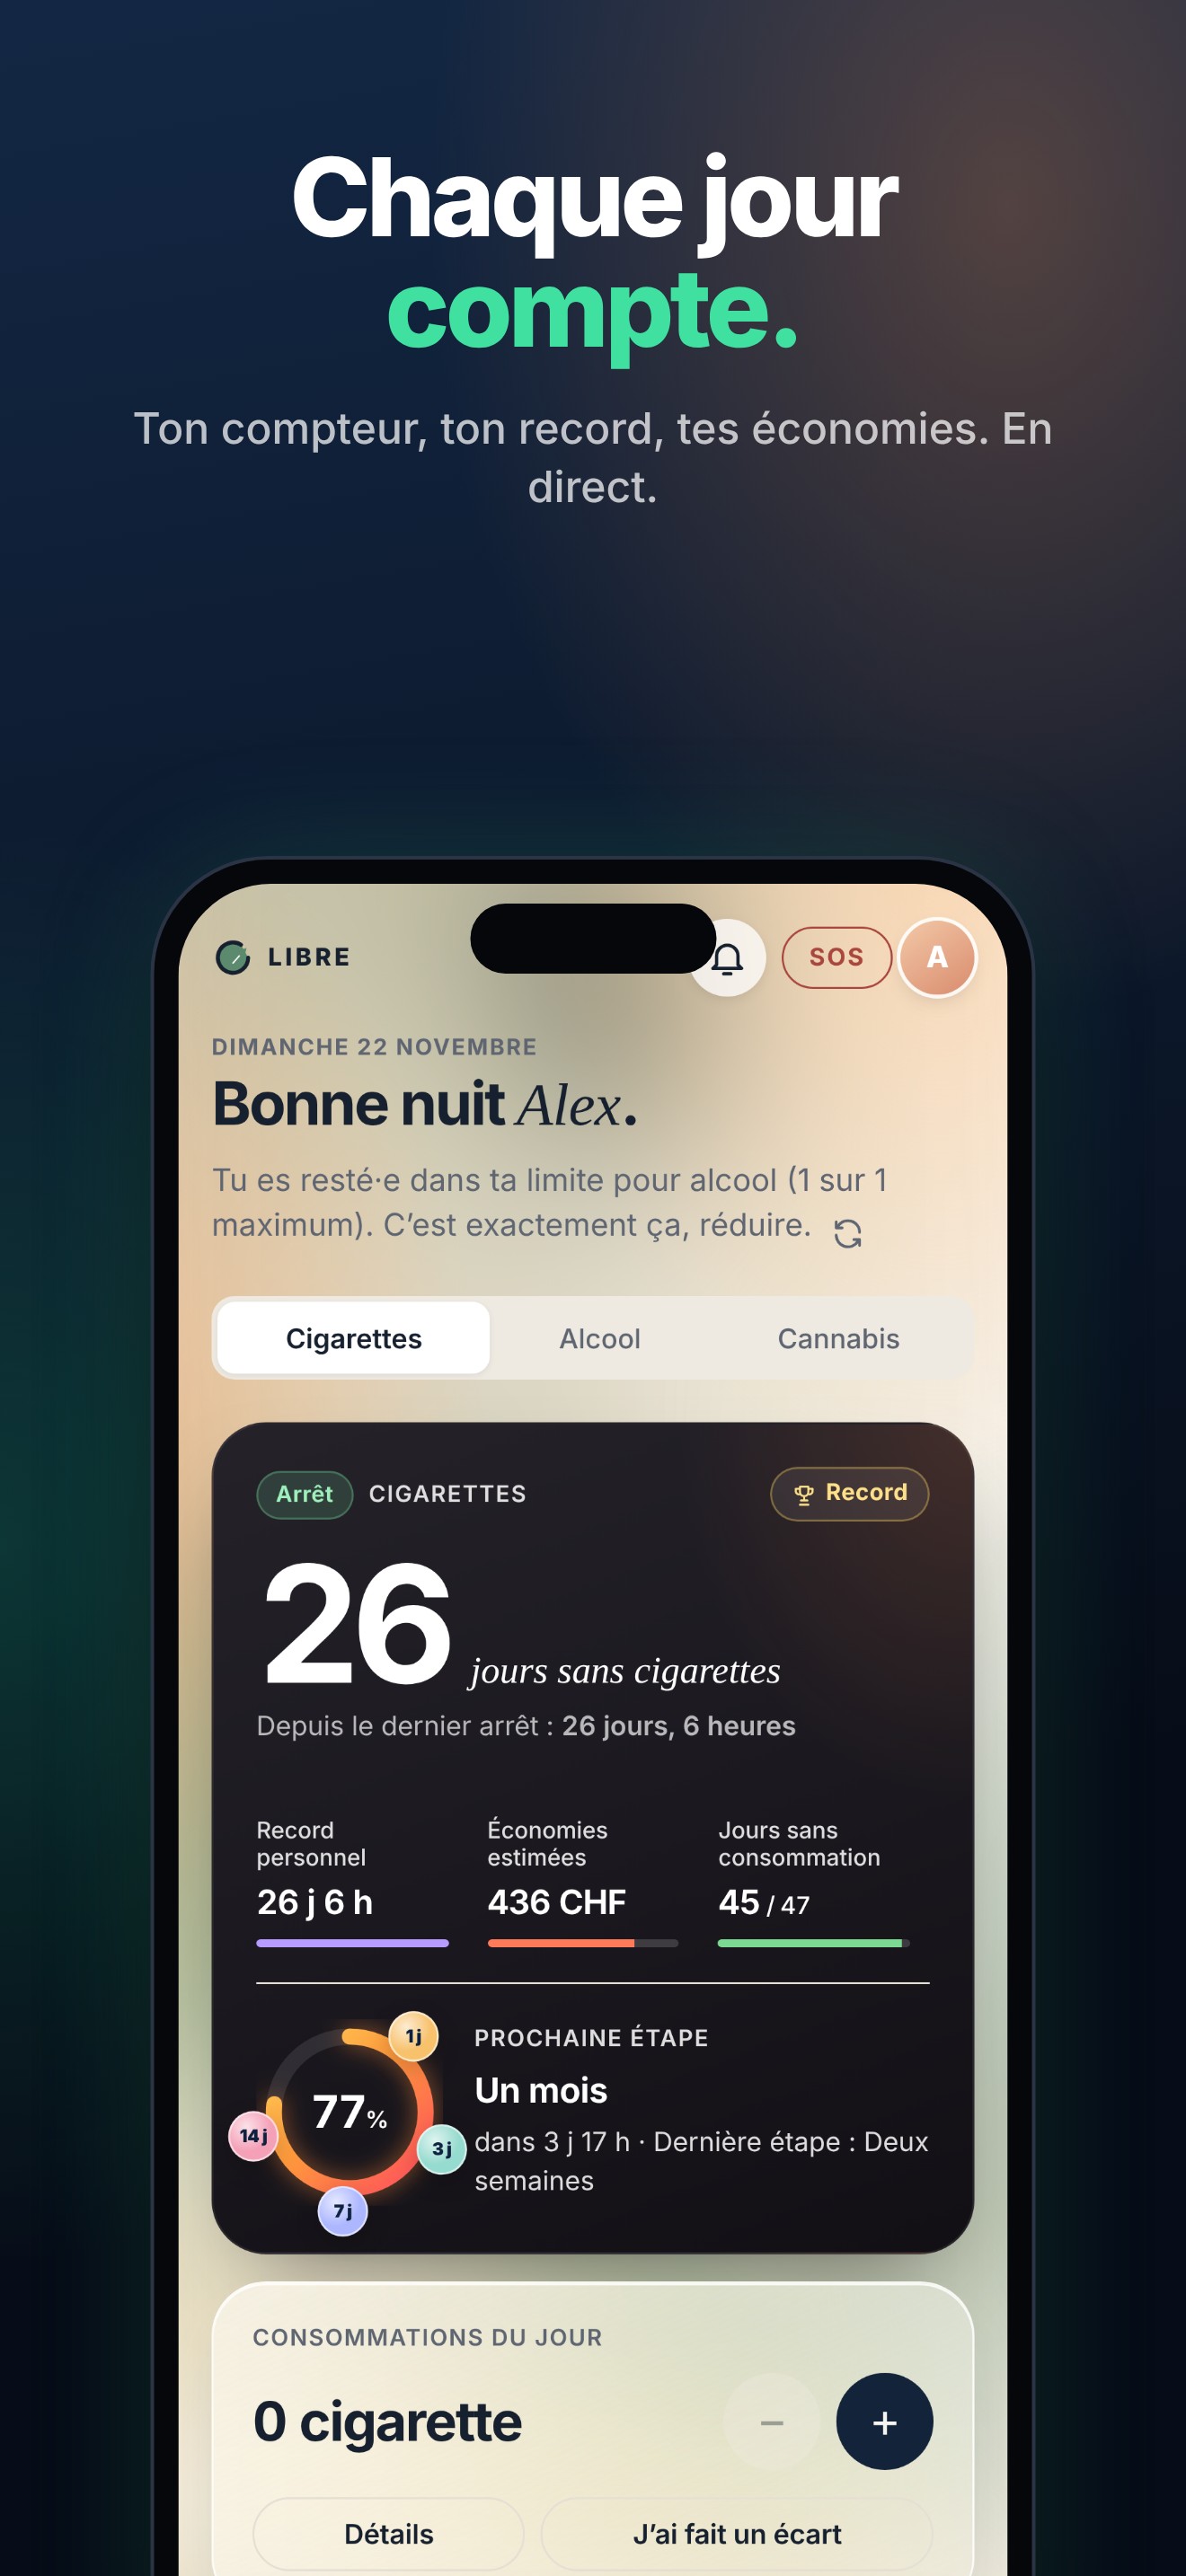 Chaque jour
compte.
Ton compteur, ton record, tes économies. En
direct.
LIBRE
SOS
A
DIMANCHE 22 NOVEMBRE
Bonne nuit Alex.
Tu es resté·e dans ta limite pour alcool (1 sur 1
maximum). C’est exactement ça, réduire.
Cigarettes
Alcool
Cannabis
Arrêt
CIGARETTES
Record
26 jours sans cigarettes
Depuis le dernier arrêt : 26 jours, 6 heures
Record
personnel
26 j 6 h
Économies
estimées
436 CHF
Jours sans
consommation
45 / 47
1 j
3 j
7 j
14 j
77%
PROCHAINE ÉTAPE
Un mois
dans 3 j 17 h · Dernière étape : Deux
semaines
CONSOMMATIONS DU JOUR
0 cigarette
−
+
Détails
J’ai fait un écart